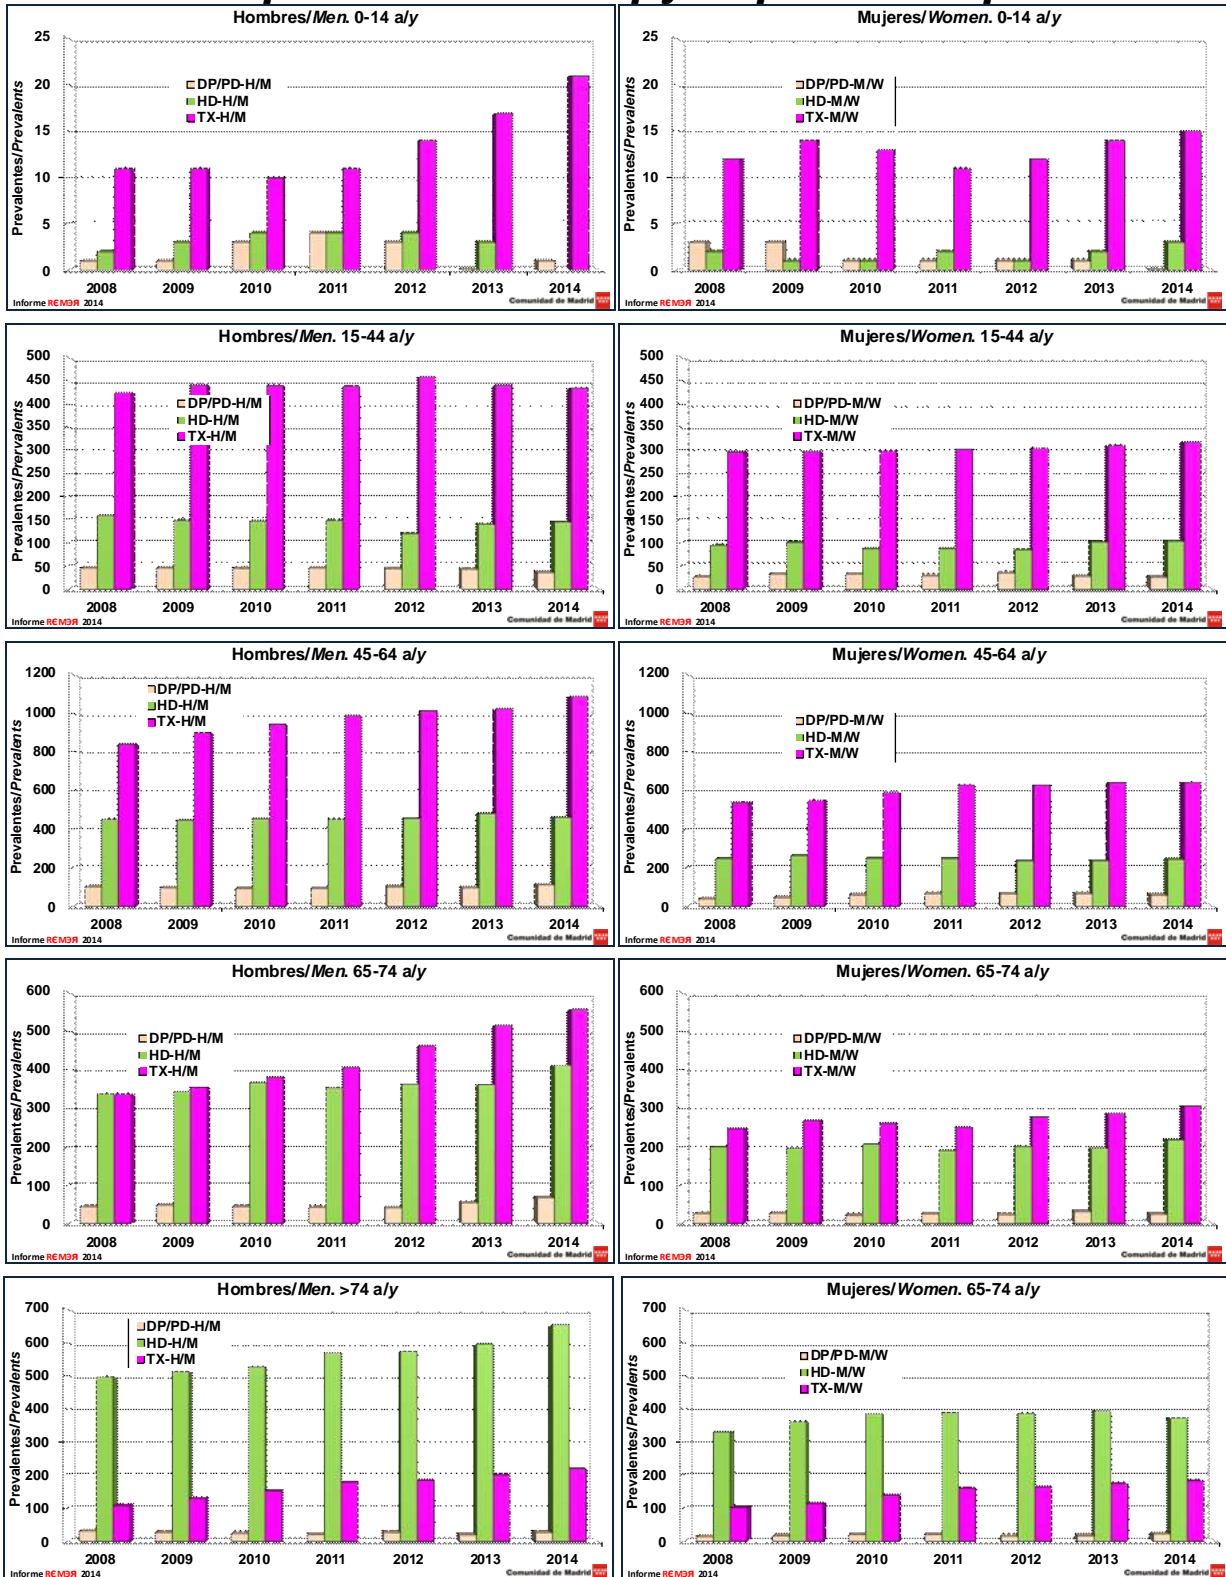 Hombres/Men. 0-14 a/y
Prevalentes/Prevalents
25
20
15
10
5
0
DP/PD-H/M
HD-H/M
TX-H/M
2008 2009 2010 2011 2012 2013 2014
Informe REMER 2014
Comunidad de Madrid
Mujeres/Women. 0-14 a/y
25
20
15
10
5
0
DP/PD-M/W
HD-M/W
TX-M/W
2008 2009 2010 2011 2012 2013 2014
Informe REMER 2014
Comunidad de Madrid
Hombres/Men. 15-44 a/y
Prevalentes/Prervalents
500
450
400
350
300
250
200
150
100
50
0
DP/PD-H/M
HD-H/M
TX-H/M
2008 2009 2010 2011 2012 2013 2014
Informe REMER 2014
Comunidad de Madrid
Mujeres/Women. 15-44 a/y
Prevalentes/Prevalents
500
450
400
350
300
250
200
150
100
50
0
DP/PD-M/W
HD-M/W
TX-M/W
2008 2009 2010 2011 2012 2013 2014
Informe REMER 2014
Comunidad de Madrid
Hombres/Men. 45-64 a/y
Prevalentes/Prevalents
1200
1000
800
600
400
200
0
DP/PD-H/M
HD-H/M
TX-H/M
2008 2009 2010 2011 2012 2013 2014
Informe REMER 2014
Comunidad de Madrid
Mujeres/Women. 45-64 a/y
Prevalentes/Prevalents
1200
1000
800
600
400
200
0
DP/PD-M/W
HD-M/W
TX-M/W
2008 2009 2010 2011 2012 2013 2014
Informe REMER 2014
Comunidad de Madrid
Hombres/Men. 65-74 a/y
Prevalentes/Prevalents
600
500
400
300
200
100
0
DP/PD-H/M
HD-H/M
TX-H/M
2008 2009 2010 2011 2012 2013 2014
Informe REMER 2014
Comunidad de Madrid
Mujeres/Women. 65-74 a/y
Prevalentes/Prevalents
600
500
400
300
200
100
0
DP/PD-M/W
HD-M/W
TX-M/W
2008 2009 2010 2011 2012 2013 2014
Informe REMER 2014
Comunidad de Madrid
Hombres/Men. >74 a/y
Prevalentes/Prevalents
700
600
500
400
300
200
100
0
DP/PD-H/M
HD-H/M
TX-H/M
2008 2009 2010 2011 2012 2013 2014
Informe REMER 2014
Comunidad de Madrid
Mujeres/Women. 65-74 a/y
Prevalentes/Prevalents
700
600
500
400
300
200
100
0
DP/PD-M/W
HD-M/W
TX-M/W
2008 2009 2010 2011 2012 2013 2014
Informe REMER 2014
Comunidad de Madrid